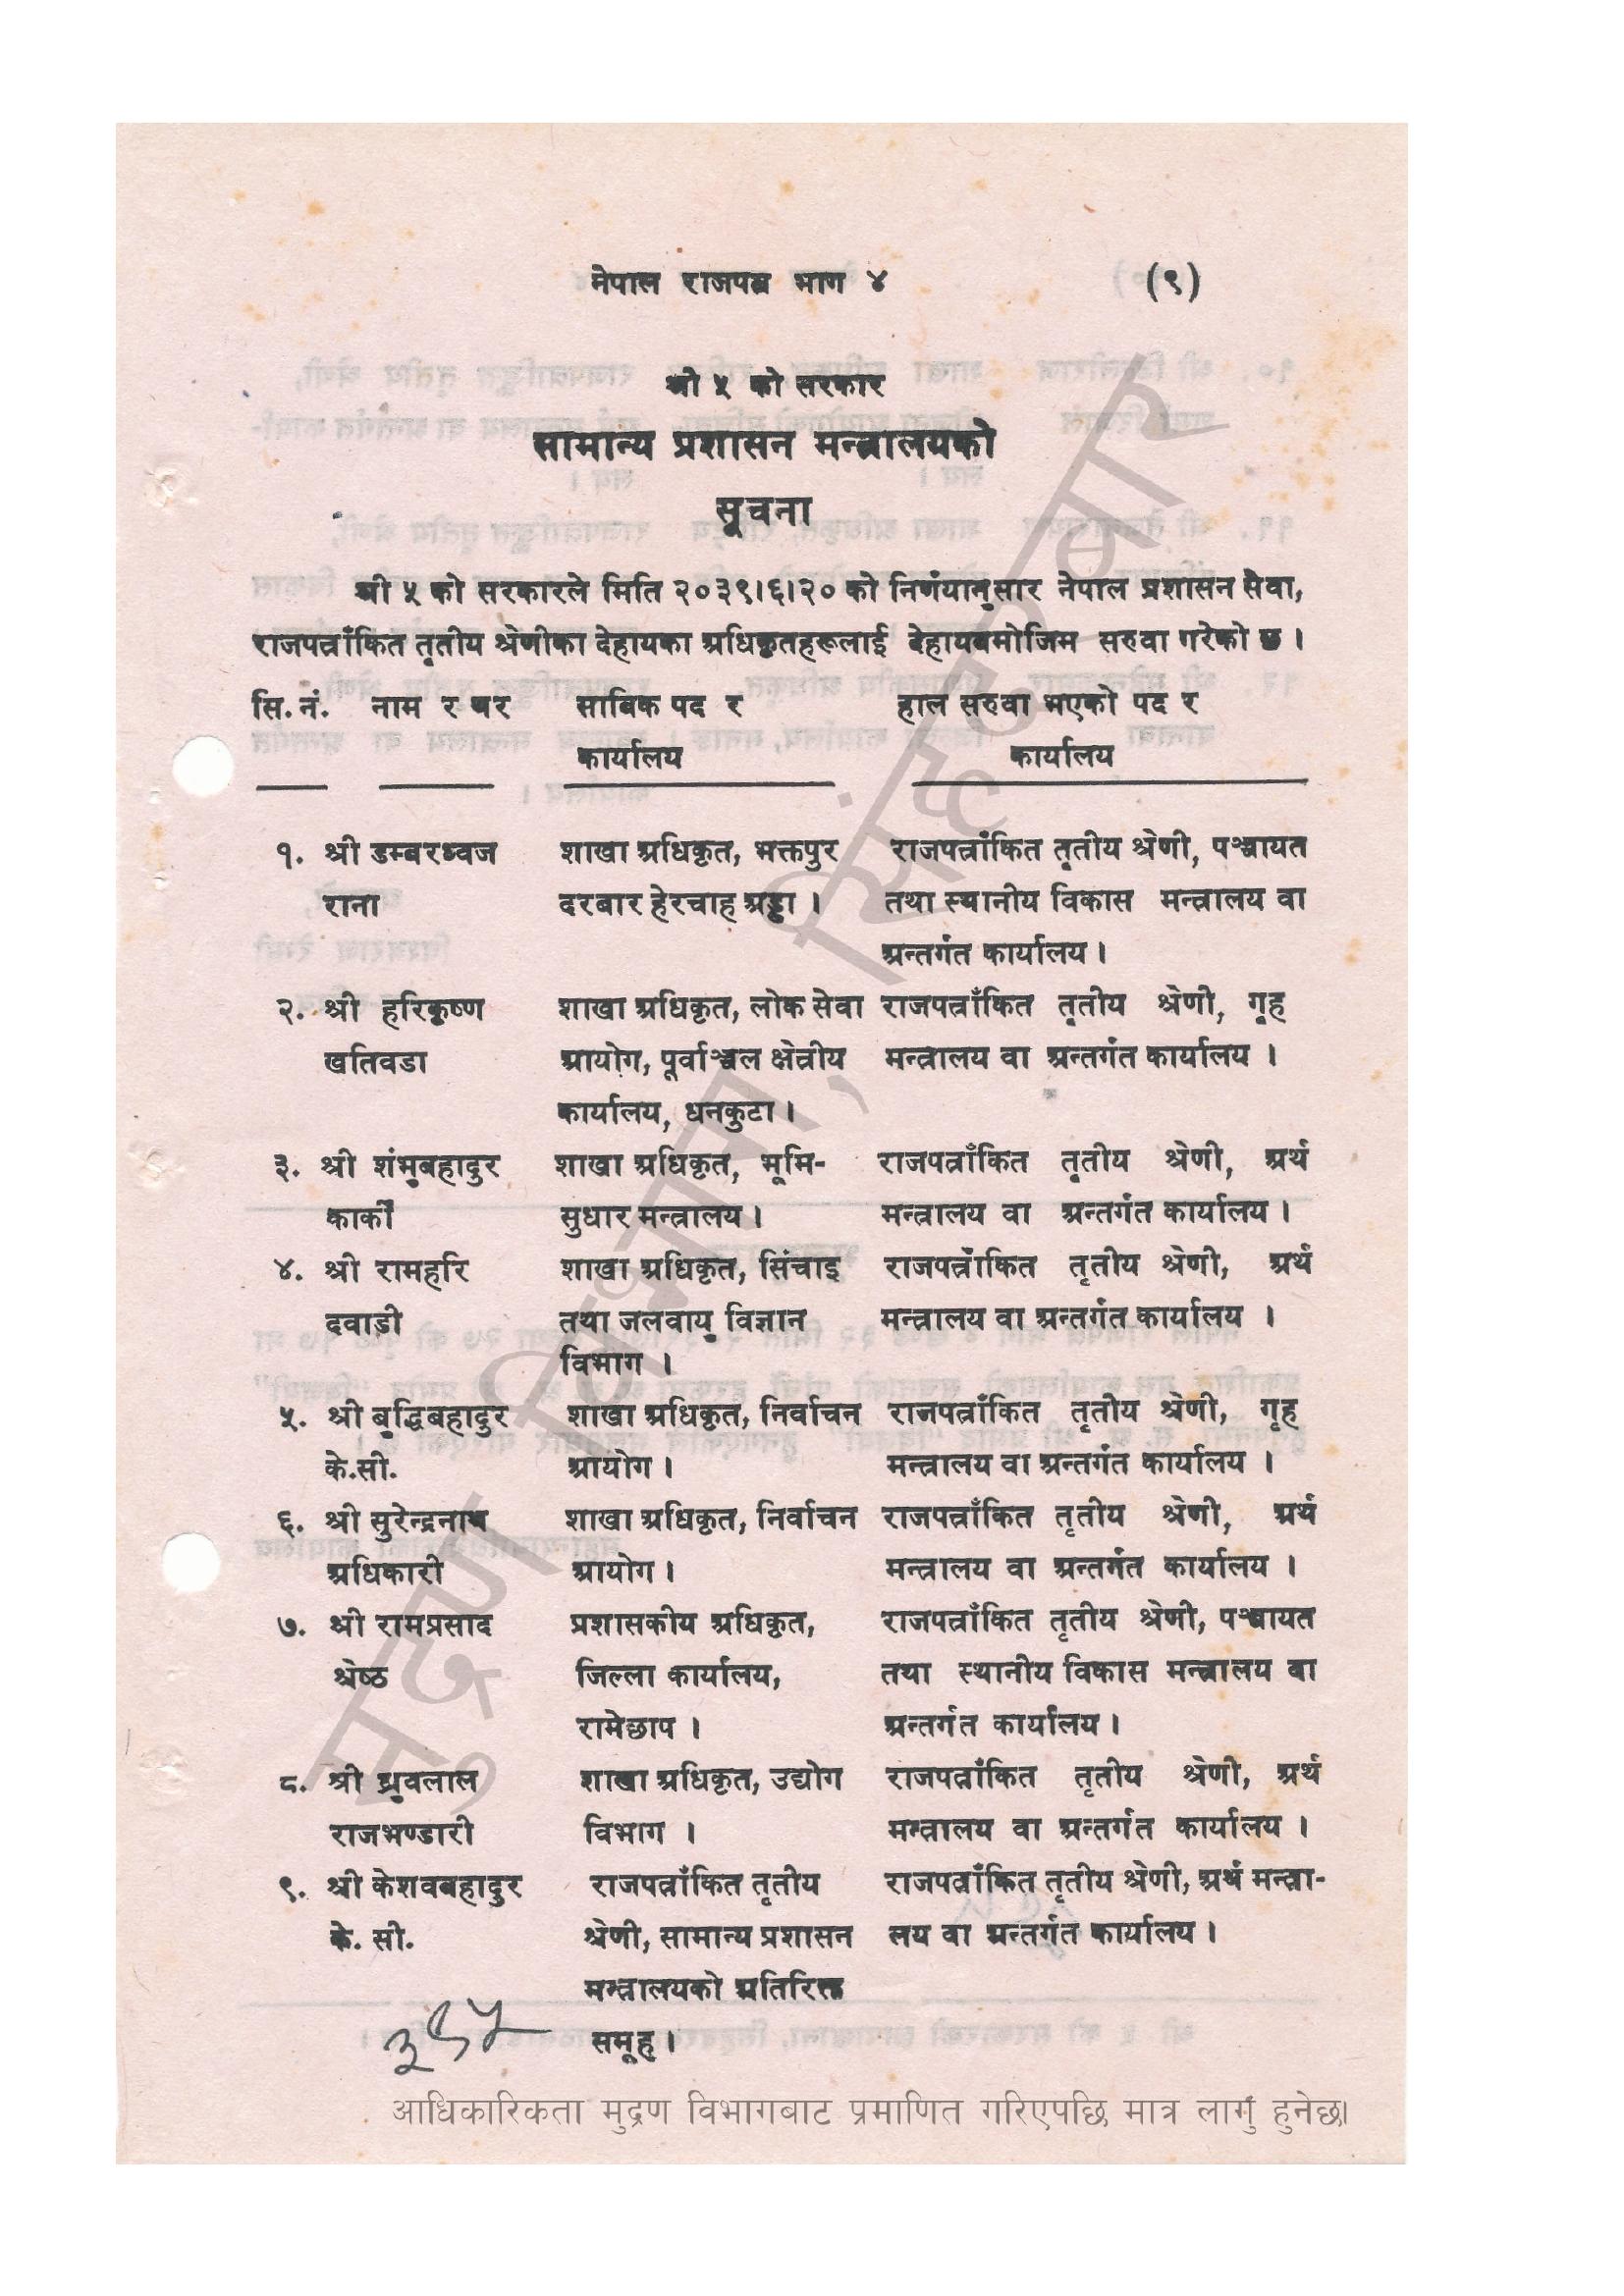 नेपाल राजपत्र भाग ४ (९)
श्री ५ को सरकार
सामान्य प्रशासन मन्त्रालयको
सूचना
श्री ५ को सरकारले मिति २०३९।६।२० को निर्णयानुसार नेपाल प्रशासन सेवा,
राजपत्राँकित तृतीय श्रेणीका देहायका अधिकृतहरूलाई देहायबमोजिम सरुवा गरेको छ ।
सि. नं. नाम र थर साबिक पद र हाल सरुवा भएको पद र
कार्यालय कार्यालय
१. श्री डम्बरध्वज शाखा अधिकृत, भक्तपुर राजपत्राँकित तृतीय श्रेणी, पञ्चायत
राना दरबार हेरचाह अड्डा । तथा स्थानीय विकास मन्त्रालय वा
अन्तर्गत कार्यालय ।
२. श्री हरिकृष्ण शाखा अधिकृत, लोक सेवा राजपत्राँकित तृतीय श्रेणी, गृह
खतिवडा आयोग, पूर्वाञ्चल क्षेत्रीय मन्त्रालय वा अन्तर्गत कार्यालय ।
कार्यालय, धनकुटा ।
३. श्री शंभुबहादुर शाखा अधिकृत, भूमि- राजपत्राँकित तृतीय श्रेणी, अर्थ
कार्की सुधार मन्त्रालय । मन्त्रालय वा अन्तर्गत कार्यालय ।
४. श्री रामहरि शाखा अधिकृत, सिंचाइ राजपत्राँकित तृतीय श्रेणी, अर्थ
दवाडी तथा जलवायु विज्ञान मन्त्रालय वा अन्तर्गत कार्यालय ।
विभाग ।
५. श्री बुद्धिबहादुर शाखा अधिकृत, निर्वाचन राजपत्राँकित तृतीय श्रेणी, गृह
के.सी. आयोग । मन्त्रालय वा अन्तर्गत कार्यालय ।
६. श्री सुरेन्द्रनाथ शाखा अधिकृत, निर्वाचन राजपत्राँकित तृतीय श्रेणी, अर्थ
अधिकारी आयोग । मन्त्रालय वा अन्तर्गत कार्यालय ।
७. श्री रामप्रसाद प्रशासकीय अधिकृत, राजपत्राँकित तृतीय श्रेणी, पञ्चायत
श्रेष्ठ जिल्ला कार्यालय, तथा स्थानीय विकास मन्त्रालय वा
रामेछाप । अन्तर्गत कार्यालय ।
८. श्री ध्रुवलाल शाखा अधिकृत, उद्योग राजपत्राँकित तृतीय श्रेणी, अर्थ
राजभण्डारी विभाग । मन्त्रालय वा अन्तर्गत कार्यालय ।
९. श्री केशवबहादुर राजपत्राँकित तृतीय राजपत्राँकित तृतीय श्रेणी, अर्थ मन्त्रा-
के. सी. श्रेणी, सामान्य प्रशासन लय वा अन्तर्गत कार्यालय ।
मन्त्रालयको अतिरिक्त
समूह ।
मुद्रण विभाग, सिंहदरबार
आधिकारिकता मुद्रण विभागबाट प्रमाणित गरिएपछि मात्र लागु हुनेछ।